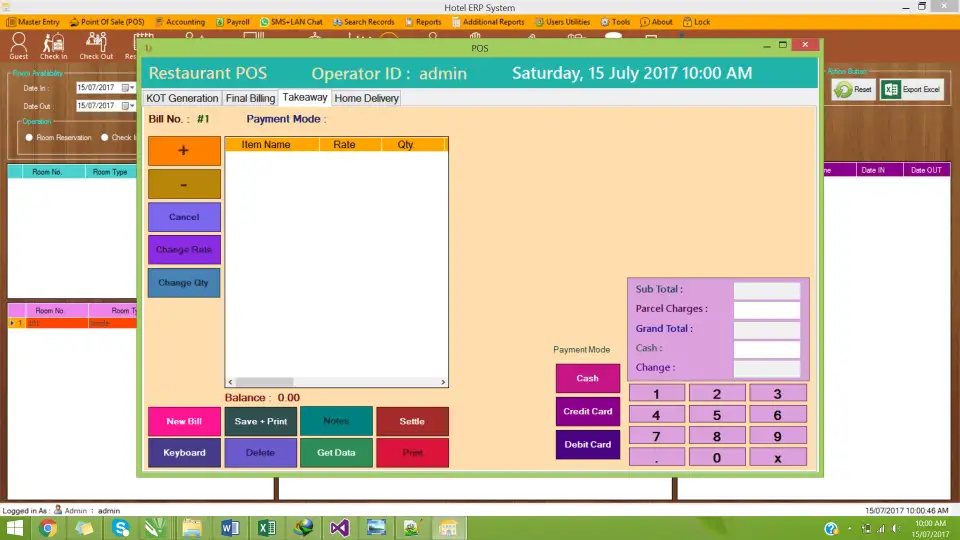 Hotel ERP System
Master Entry Point Of Sale (POS) Accounting Payroll SMS+LAN Chat Search Records Reports Additional Reports Users Utilities Tools About Lock
Guest Check In Check Out
POS
Restaurant POS Operator ID : admin Saturday, 15 July 2017 10:00 AM
KOT Generation Final Billing Takeaway Home Delivery
Bill No. : #1 Payment Mode :
Room Availability
Date In : 15/07/2017
Date Out : 15/07/2017
Operation
Room Reservation Check I
Reset Export Excel
Room No. Room Type
Date IN Date OUT
Room No. Room Ty
1 101 Single
+
-
Cancel
Change Rate
Change Qty
Item Name Rate Qty.
Balance : 0.00
New Bill Save + Print Notes Settle
Keyboard Delete Get Data Print
Payment Mode
Cash
Credit Card
Debit Card
Sub Total :
Parcel Charges :
Grand Total :
Cash :
Change :
1 2 3
4 5 6
7 8 9
. 0 x
Logged in As : Admin : admin 15/07/2017 10:00:46 AM
10:00 AM
15/07/2017